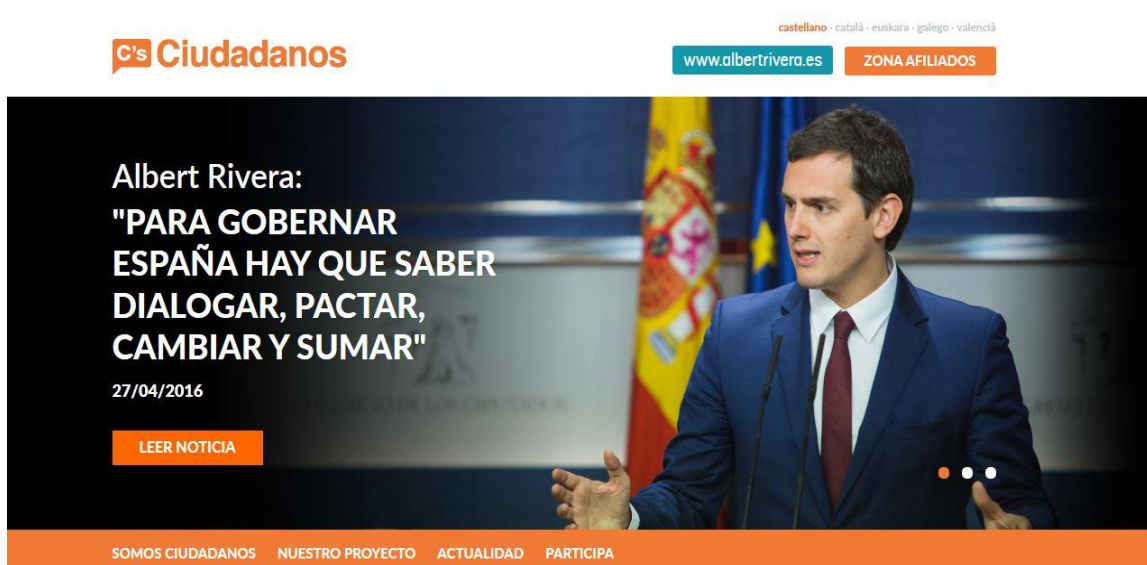 C's Ciudadanos
castellano · català · euskara · galego · valencià
www.albertrivera.es
ZONA AFILIADOS
Albert Rivera:
"PARA GOBERNAR
ESPAÑA HAY QUE SABER
DIALOGAR, PACTAR,
CAMBIAR Y SUMAR"
27/04/2016
LEER NOTICIA
SOMOS CIUDADANOS NUESTRO PROYECTO ACTUALIDAD PARTICIPA